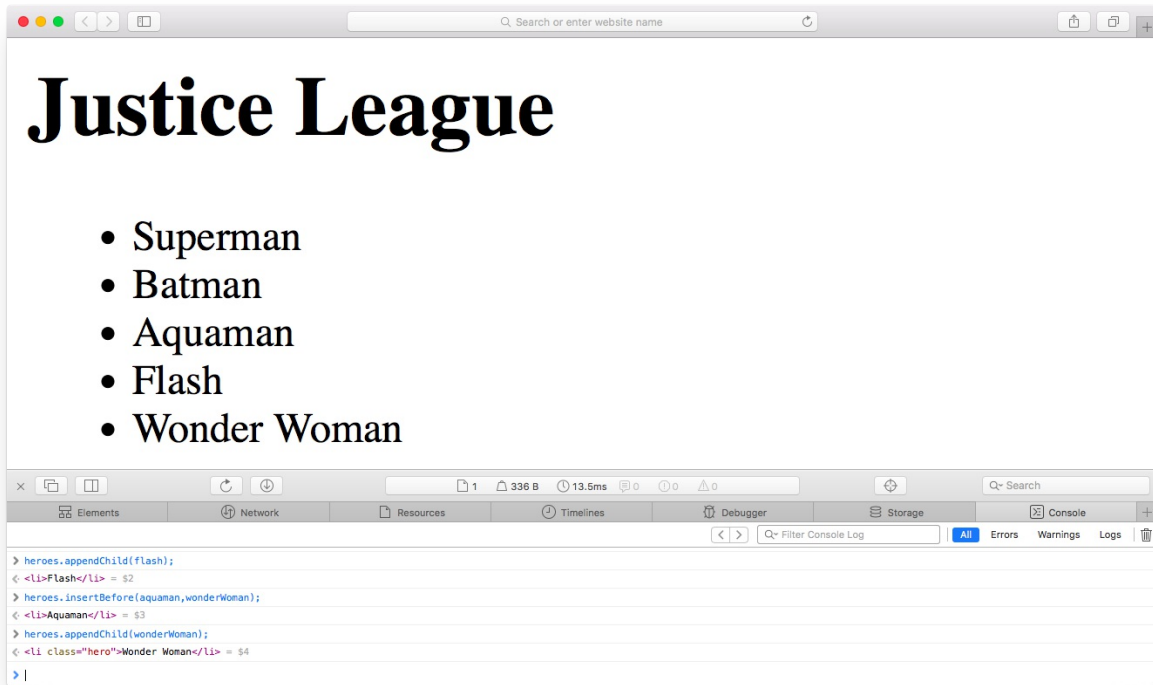 Search or enter website name
Justice League
• Superman
• Batman
• Aquaman
• Flash
• Wonder Woman
1 336 B 13.5ms 0 0 0
Search
Elements Network Resources Timelines Debugger Storage Console
Filter Console Log All Errors Warnings Logs
> heroes.appendChild(flash);
<li>Flash</li> = $2
> heroes.insertBefore(aquaman,wonderWoman);
<li>Aquaman</li> = $3
> heroes.appendChild(wonderWoman);
<li class="hero">Wonder Woman</li> = $4
>